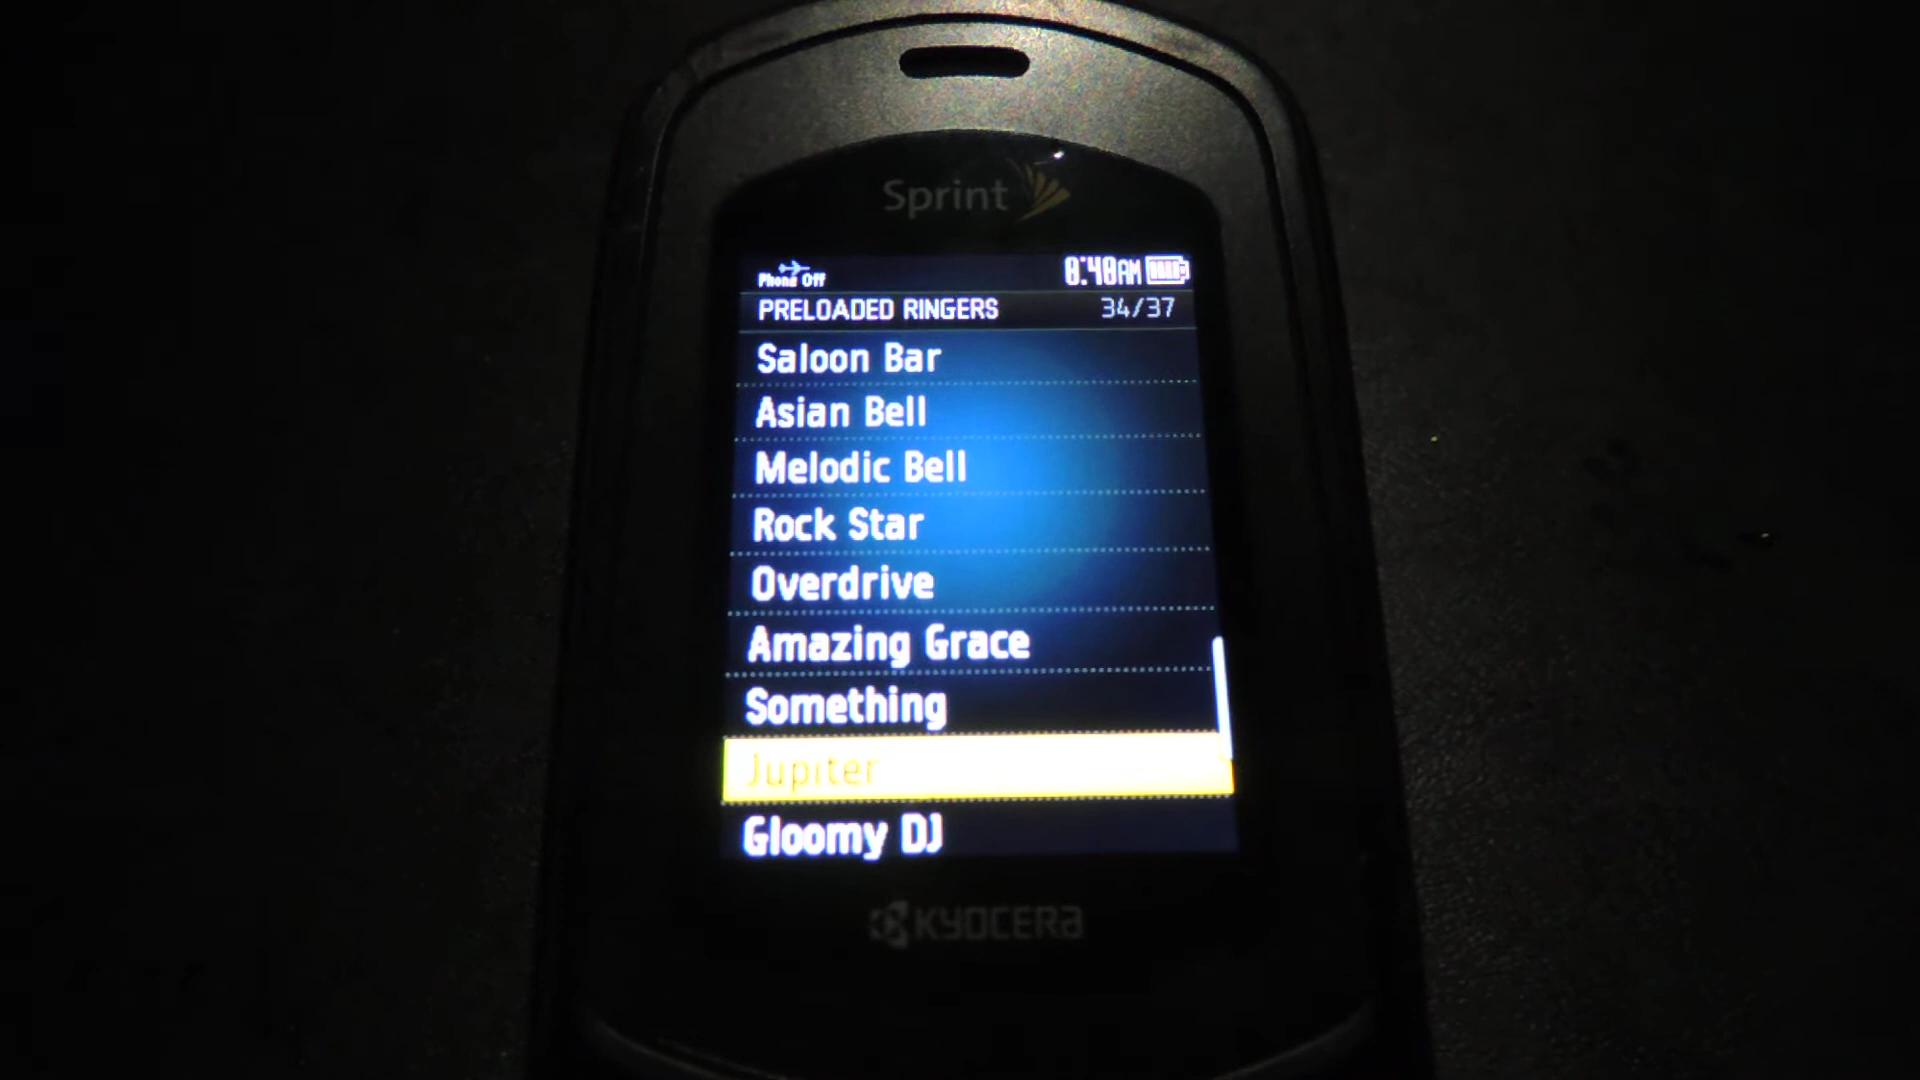 Sprint
Phone Off 8:48AM
PRELOADED RINGERS 34/37
Saloon Bar
Asian Bell
Melodic Bell
Rock Star
Overdrive
Amazing Grace
Something
Jupiter
Gloomy DJ
KYOCERa